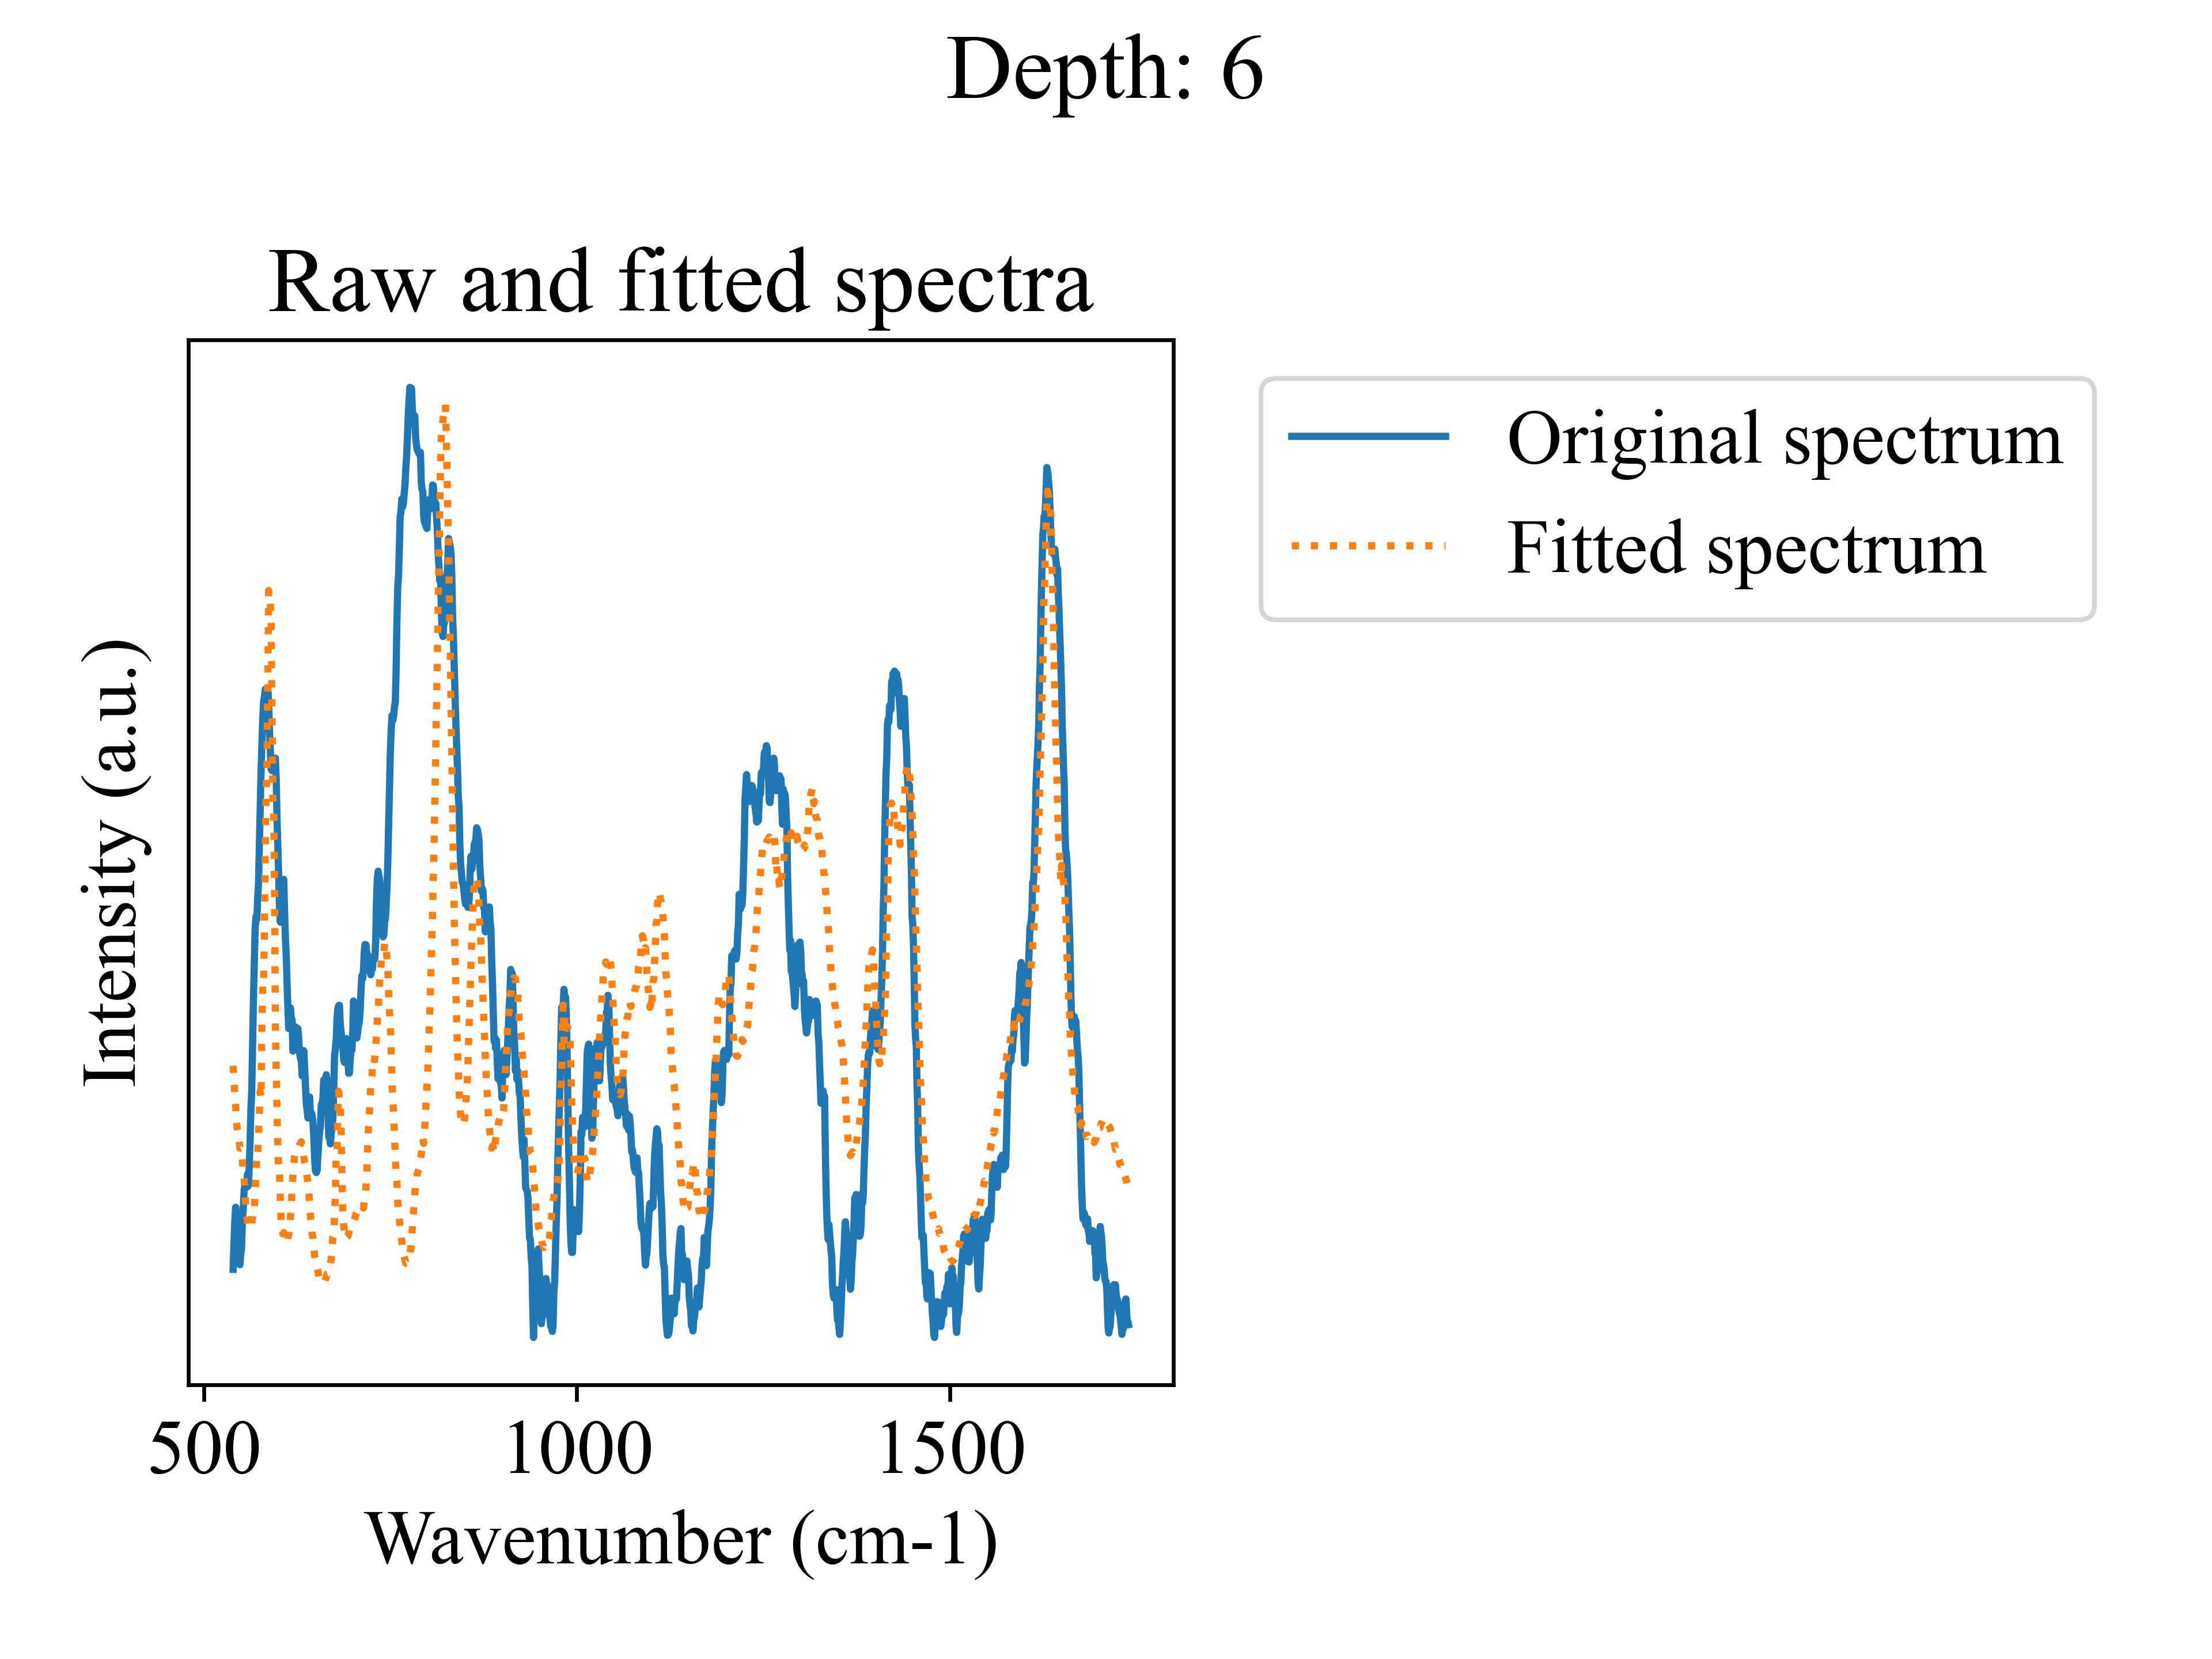 Depth: 6
Raw and fitted spectra
Intensity (a.u.)
Original spectrum
Fitted spectrum
500 1000 1500
Wavenumber (cm-1)